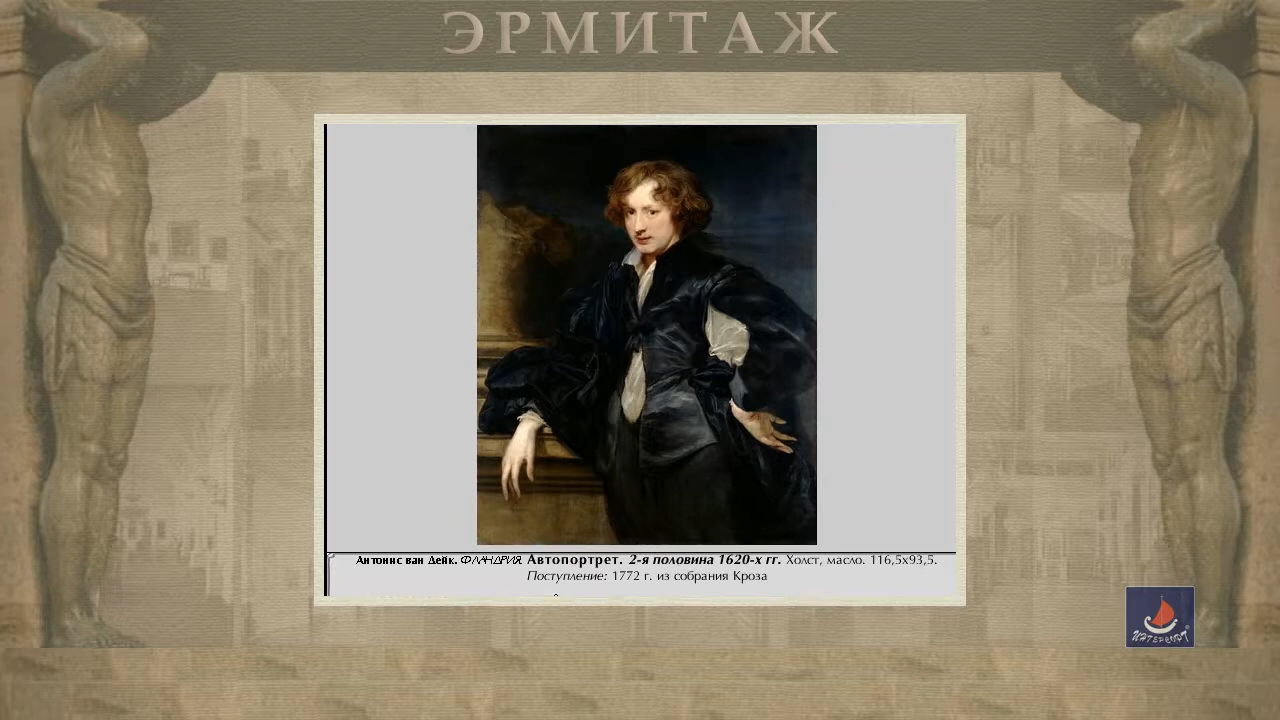 ЭРМИТАЖ
Антонис ван Дейк. ФЛАНДРИЯ. Автопортрет. 2-я половина 1620-х гг. Холст, масло. 116,5x93,5.
Поступление: 1772 г. из собрания Кроза
ИНТЕРСОФТ